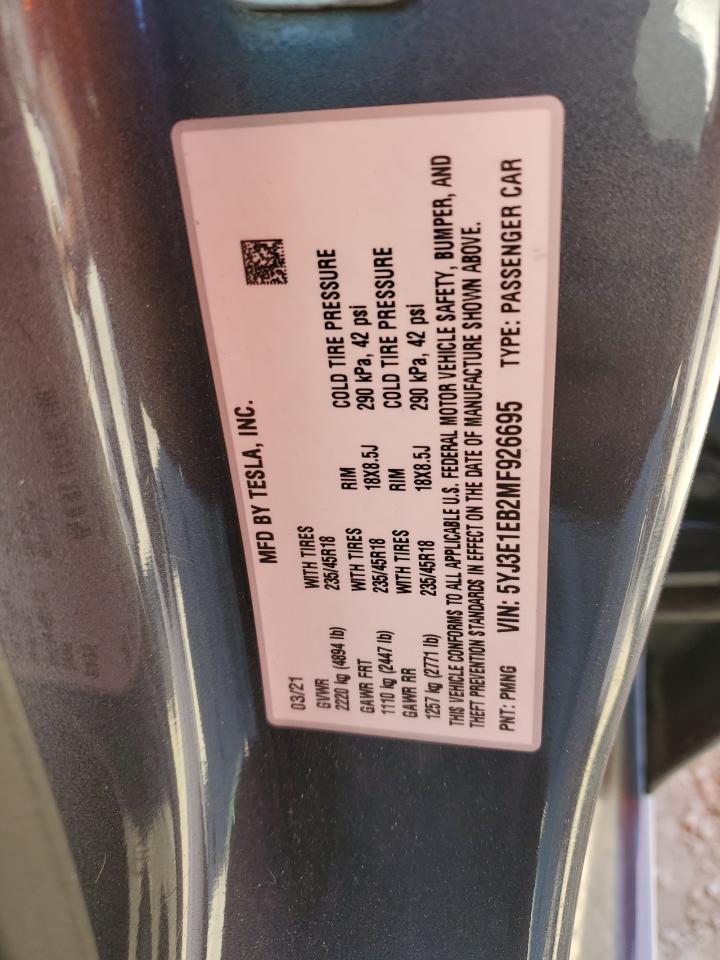 MFD BY TESLA, INC.
03/21
GVWR WITH TIRES RIM COLD TIRE PRESSURE
2220 kg (4894 lb) 235/45R18 18X8.5J 290 kPa, 42 psi
GAWR FRT WITH TIRES RIM COLD TIRE PRESSURE
1110 kg (2447 lb) 235/45R18 18X8.5J 290 kPa, 42 psi
GAWR RR
1257 kg (2771 lb)
THIS VEHICLE CONFORMS TO ALL APPLICABLE U.S. FEDERAL MOTOR VEHICLE SAFETY, BUMPER, AND
THEFT PREVENTION STANDARDS IN EFFECT ON THE DATE OF MANUFACTURE SHOWN ABOVE.
PNT: PMNG VIN: 5YJ3E1EB2MF926695 TYPE: PASSENGER CAR